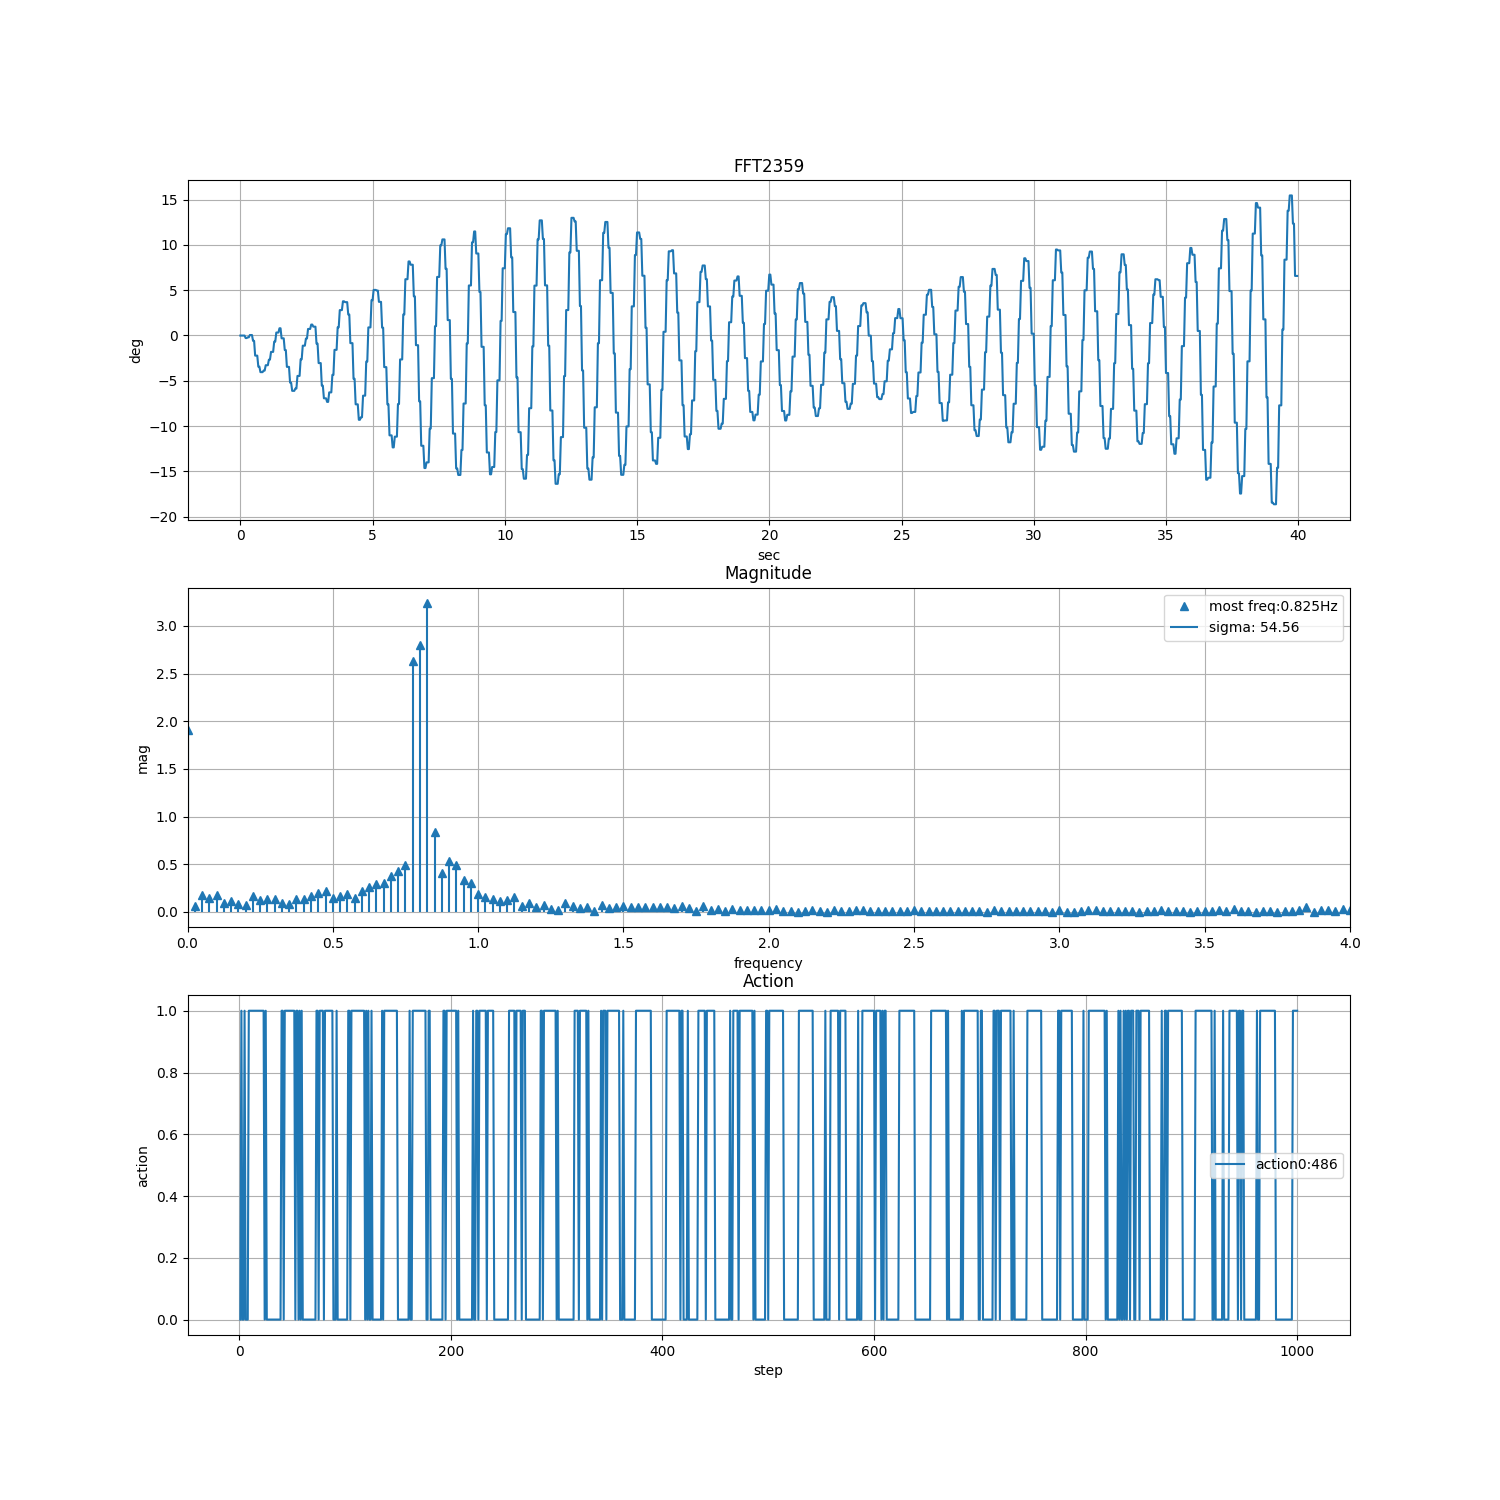 FFT2359
15
10
5
0
−5
−10
−15
−20
deg
0 5 10 15 20 25 30 35 40
sec
Magnitude
most freq:0.825Hz
sigma: 54.56
3.0
2.5
2.0
1.5
1.0
0.5
0.0
mag
0.0 0.5 1.0 1.5 2.0 2.5 3.0 3.5 4.0
frequency
Action
1.0
0.8
0.6
0.4
0.2
0.0
action
action0:486
0 200 400 600 800 1000
step